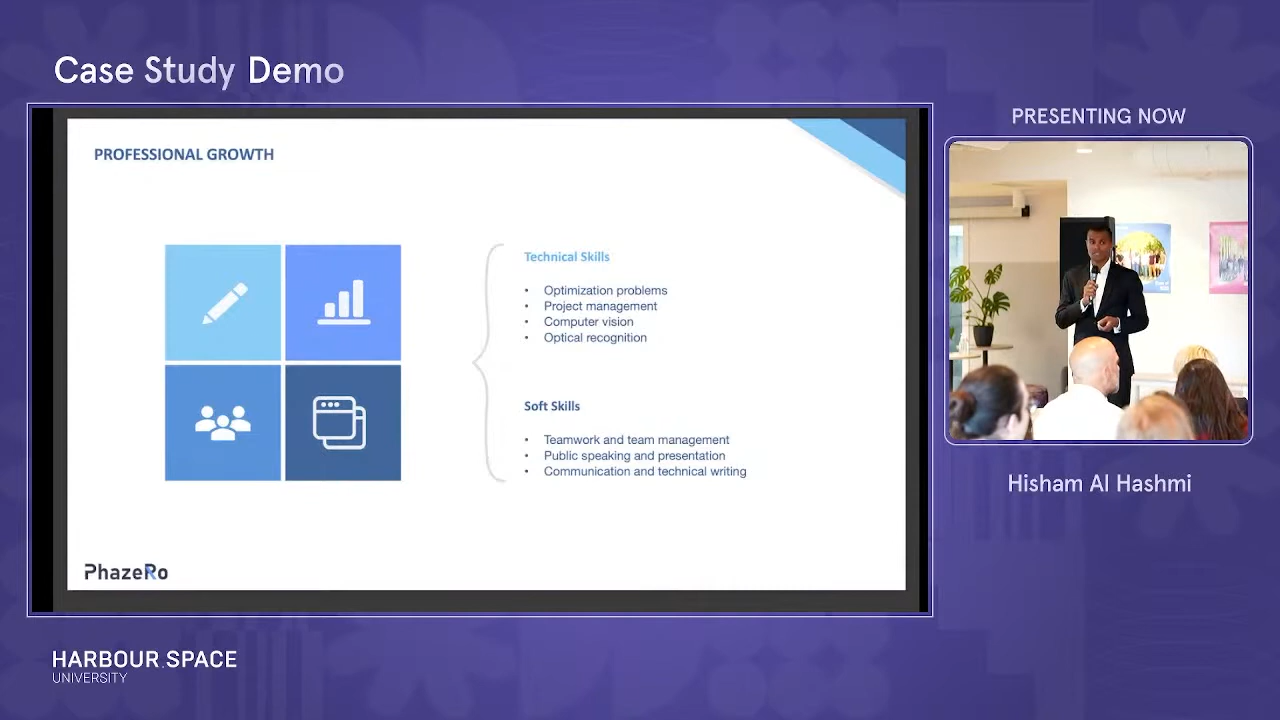 Case Study Demo
PRESENTING NOW
PROFESSIONAL GROWTH
Technical Skills
• Optimization problems
• Project management
• Computer vision
• Optical recognition
Soft Skills
• Teamwork and team management
• Public speaking and presentation
• Communication and technical writing
PhazeRo
Hisham Al Hashmi
HARBOUR.SPACE
UNIVERSITY